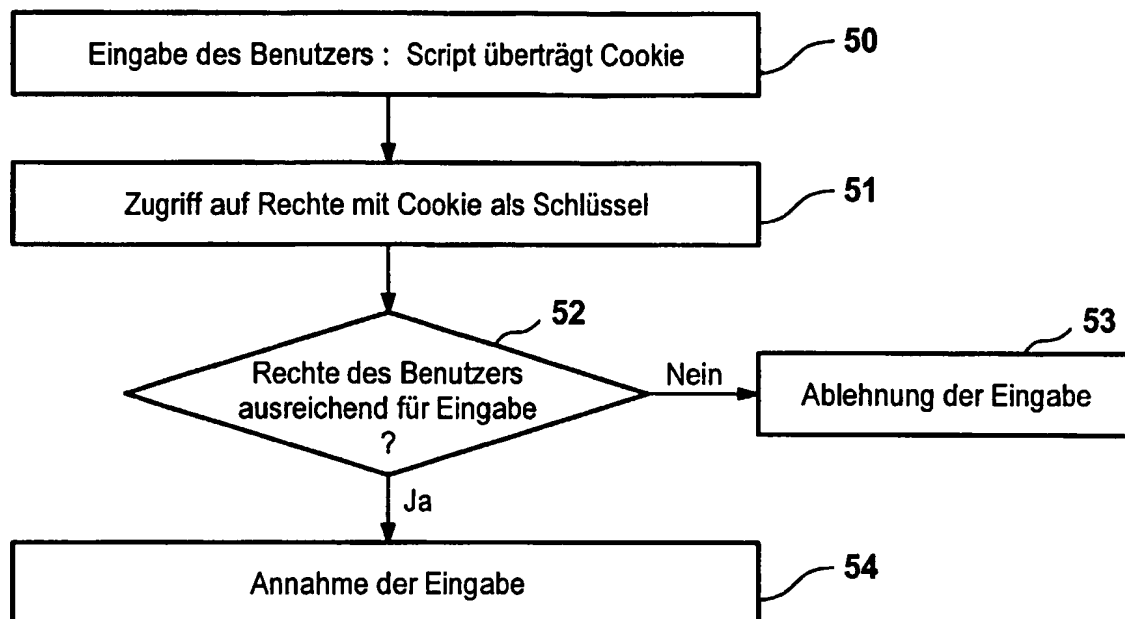 Eingabe des Benutzers : Script überträgt Cookie
50
Zugriff auf Rechte mit Cookie als Schlüssel
51
52
Rechte des Benutzers
ausreichend für Eingabe
?
Nein
53
Ablehnung der Eingabe
Ja
Annahme der Eingabe
54